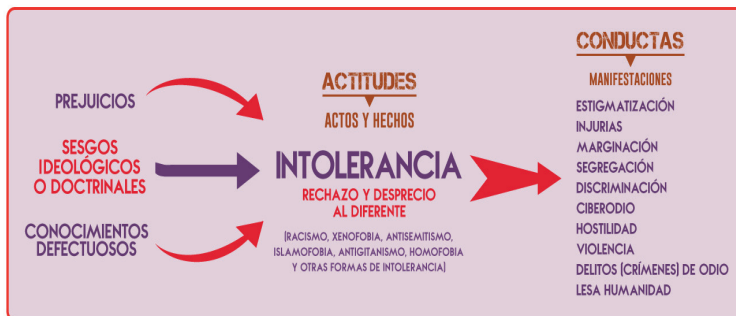 PREJUICIOS
SESGOS
IDEOLÓGICOS
O DOCTRINALES
CONOCIMIENTOS
DEFECTUOSOS
ACTITUDES
ACTOS Y HECHOS
INTOLERANCIA
RECHAZO Y DESPRECIO
AL DIFERENTE
(RACISMO, XENOFOBIA, ANTISEMITISMO,
ISLAMOFOBIA, ANTIGITANISMO, HOMOFOBIA
Y OTRAS FORMAS DE INTOLERANCIA)
CONDUCTAS
MANIFESTACIONES
ESTIGMATIZACIÓN
INJURIAS
MARGINACIÓN
SEGREGACIÓN
DISCRIMINACIÓN
CIBERODIO
HOSTILIDAD
VIOLENCIA
DELITOS (CRÍMENES) DE ODIO
LESA HUMANIDAD